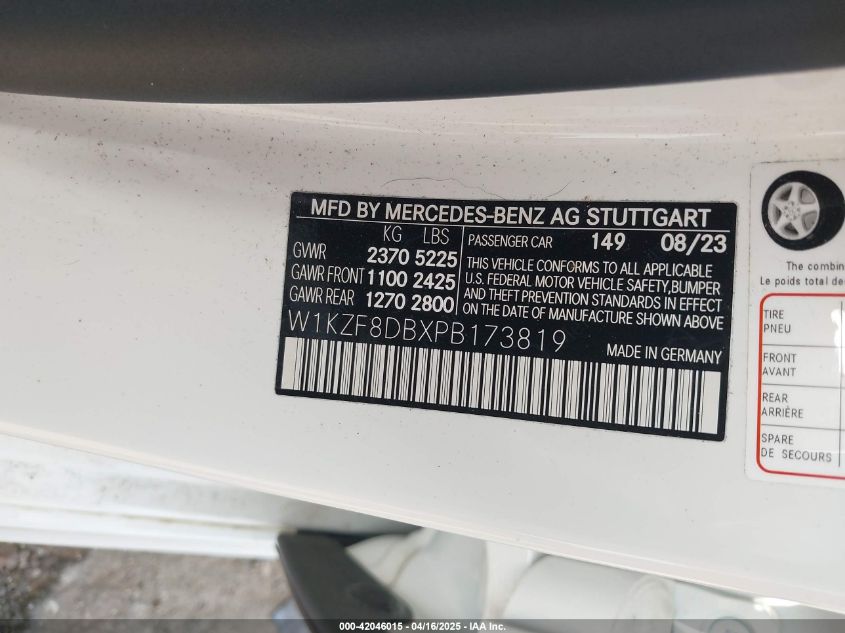 MFD BY MERCEDES-BENZ AG STUTTGART
KG LBS
GVWR 2370 5225
GAWR FRONT 1100 2425
GAWR REAR 1270 2800
PASSENGER CAR 149 08/23
THIS VEHICLE CONFORMS TO ALL APPLICABLE
U.S. FEDERAL MOTOR VEHICLE SAFETY,BUMPER
AND THEFT PREVENTION STANDARDS IN EFFECT
ON THE DATE OF MANUFACTURE SHOWN ABOVE
W1KZF8DBXPB173819
MADE IN GERMANY
The combin
Le poids total de
TIRE
PNEU
FRONT
AVANT
REAR
ARRIÈRE
SPARE
DE SECOURS
000-42046015 - 04/16/2025 - IAA Inc.